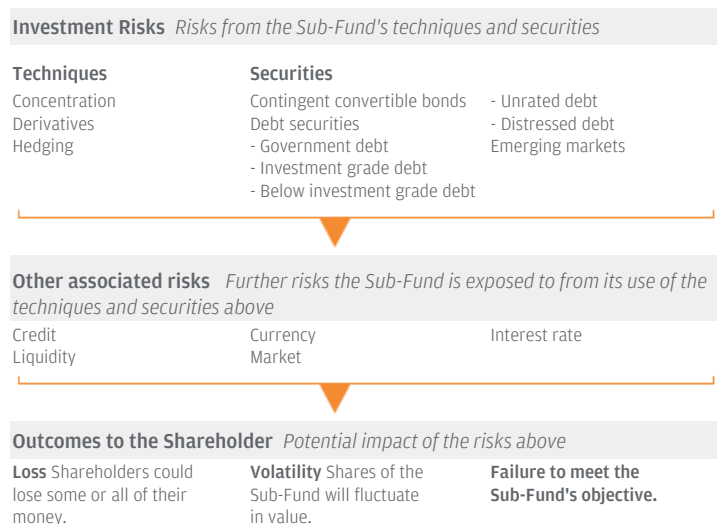 Investment Risks Risks from the Sub-Fund's techniques and securities
Techniques
Concentration
Derivatives
Hedging
Securities
Contingent convertible bonds
Debt securities
- Government debt
- Investment grade debt
- Below investment grade debt
- Unrated debt
- Distressed debt
Emerging markets
Other associated risks Further risks the Sub-Fund is exposed to from its use of the
techniques and securities above
Credit
Liquidity
Currency
Market
Interest rate
Outcomes to the Shareholder Potential impact of the risks above
Loss Shareholders could
lose some or all of their
money.
Volatility Shares of the
Sub-Fund will fluctuate
in value.
Failure to meet the
Sub-Fund's objective.